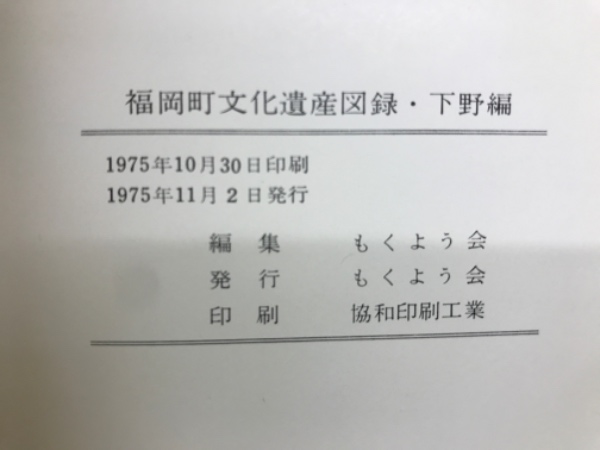 福岡町文化遺産図録・下野編
1975年10月30日印刷
1975年11月2日発行
編集 もくよう会
発行 もくよう会
印刷 協和印刷工業